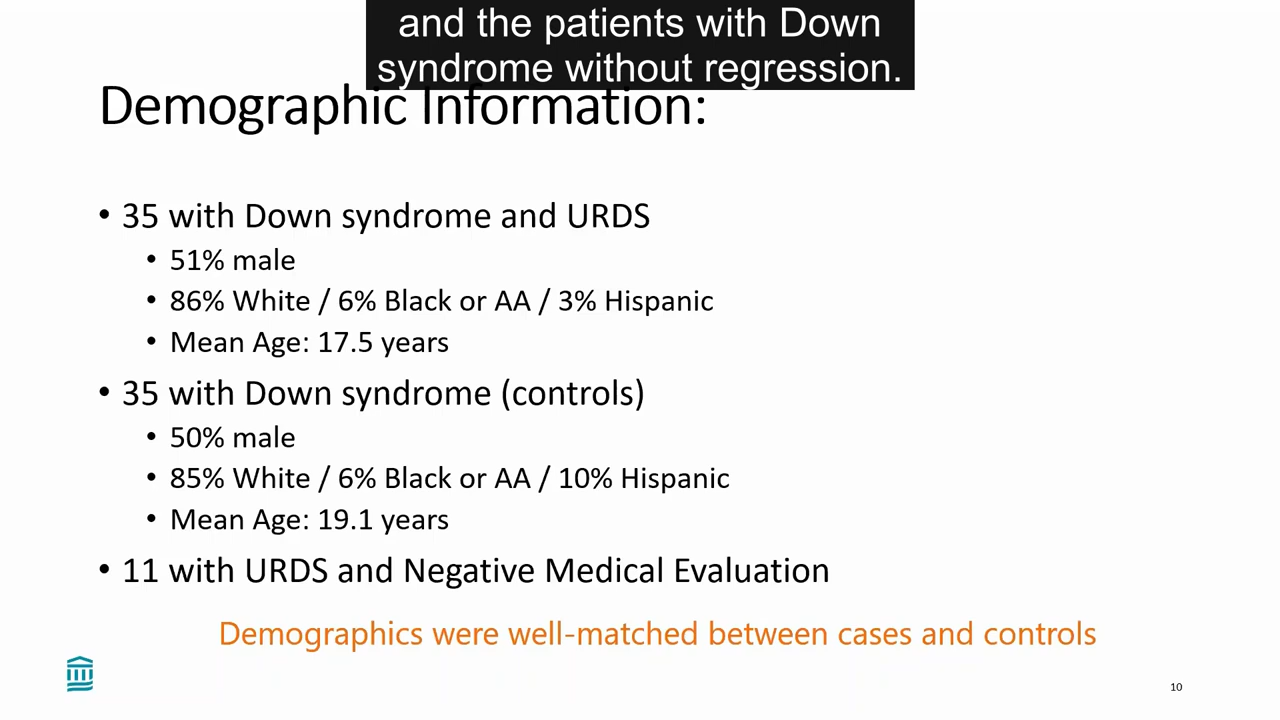 and the patients with Down
syndrome without regression.
Demographic Information:
• 35 with Down syndrome and URDS
• 51% male
• 86% White / 6% Black or AA / 3% Hispanic
• Mean Age: 17.5 years
• 35 with Down syndrome (controls)
• 50% male
• 85% White / 6% Black or AA / 10% Hispanic
• Mean Age: 19.1 years
• 11 with URDS and Negative Medical Evaluation
Demographics were well-matched between cases and controls
10